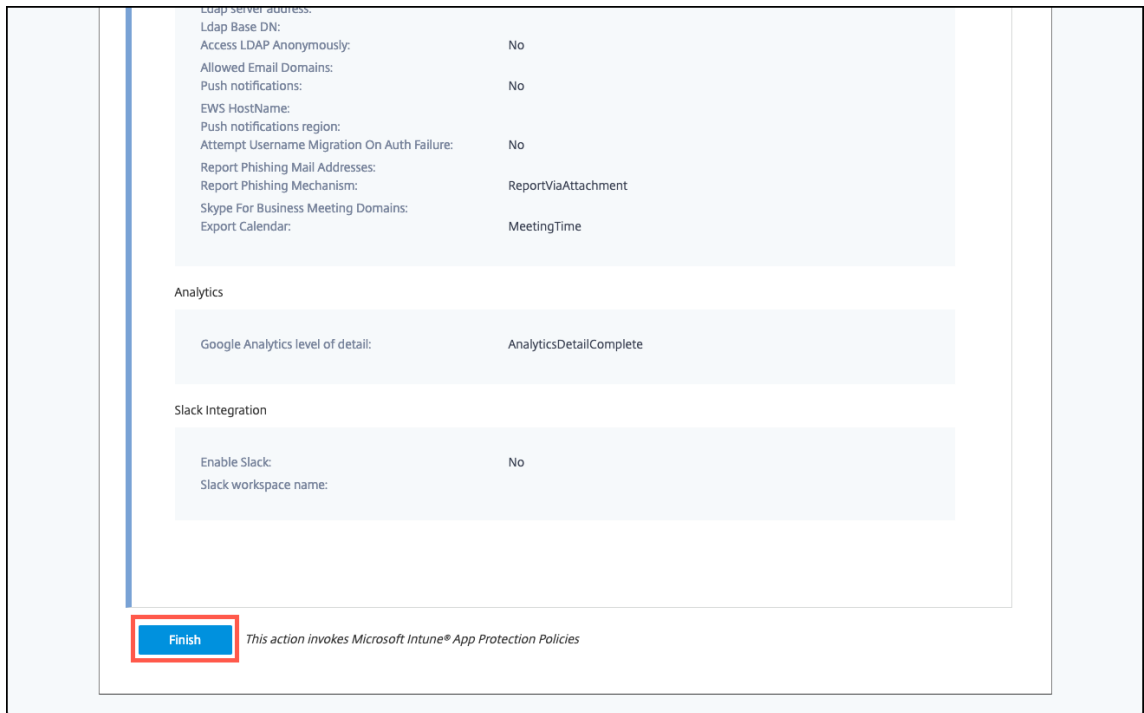 Ldap server address:
Ldap Base DN:
Access LDAP Anonymously: No
Allowed Email Domains:
Push notifications: No
EWS HostName:
Push notifications region:
Attempt Username Migration On Auth Failure: No
Report Phishing Mail Addresses:
Report Phishing Mechanism: ReportViaAttachment
Skype For Business Meeting Domains:
Export Calendar: MeetingTime
Analytics
Google Analytics level of detail: AnalyticsDetailComplete
Slack Integration
Enable Slack: No
Slack workspace name:
Finish This action invokes Microsoft Intune® App Protection Policies